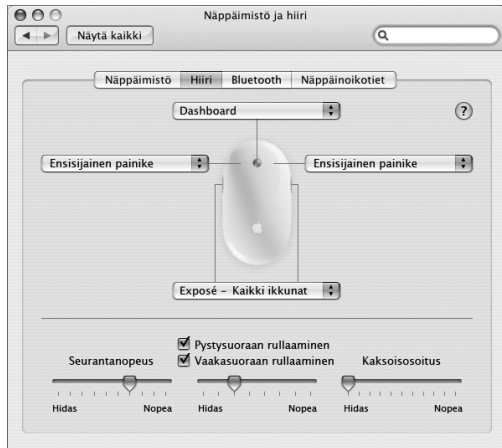 Näppäimistö ja hiiri
Näytä kaikki
Näppäimistö Hiiri Bluetooth Näppäinoikotiet
Dashboard
?
Ensisijainen painike Ensisijainen painike
Exposé – Kaikki ikkunat
Pystysuoraan rullaaminen
Seurantanopeus Vaakasuoraan rullaaminen Kaksoisosoitus
Hidas Nopea Hidas Nopea Hidas Nopea